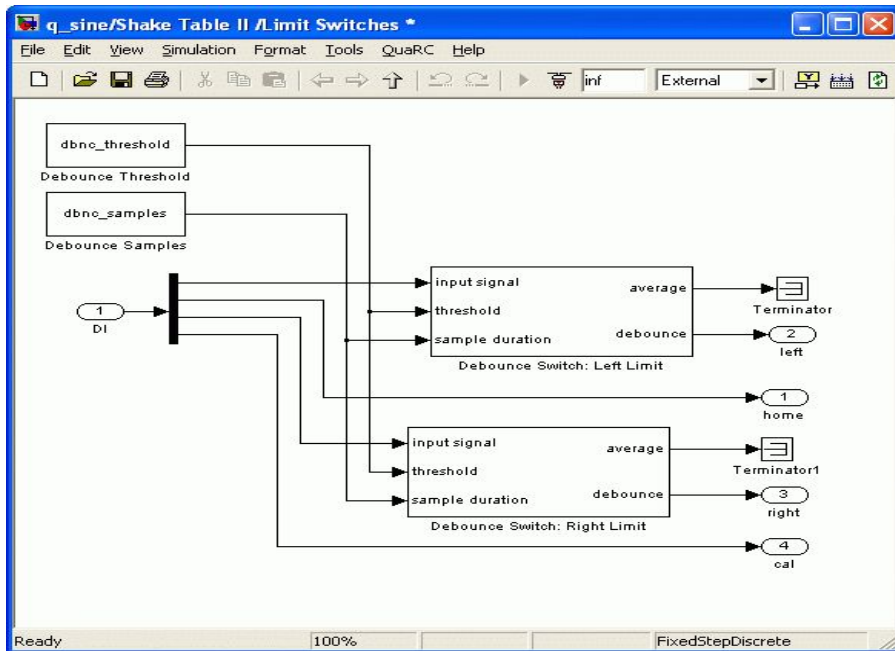 q_sine/Shake Table II /Limit Switches *
File Edit View Simulation Format Tools QuaRC Help
inf External
dbnc_threshold
Debounce Threshold
dbnc_samples
Debounce Samples
1
DI
input signal
threshold
sample duration
average
debounce
Debounce Switch: Left Limit
Terminator
2
left
1
home
input signal
threshold
sample duration
average
debounce
Debounce Switch: Right Limit
Terminator1
3
right
4
cal
Ready 100% FixedStepDiscrete